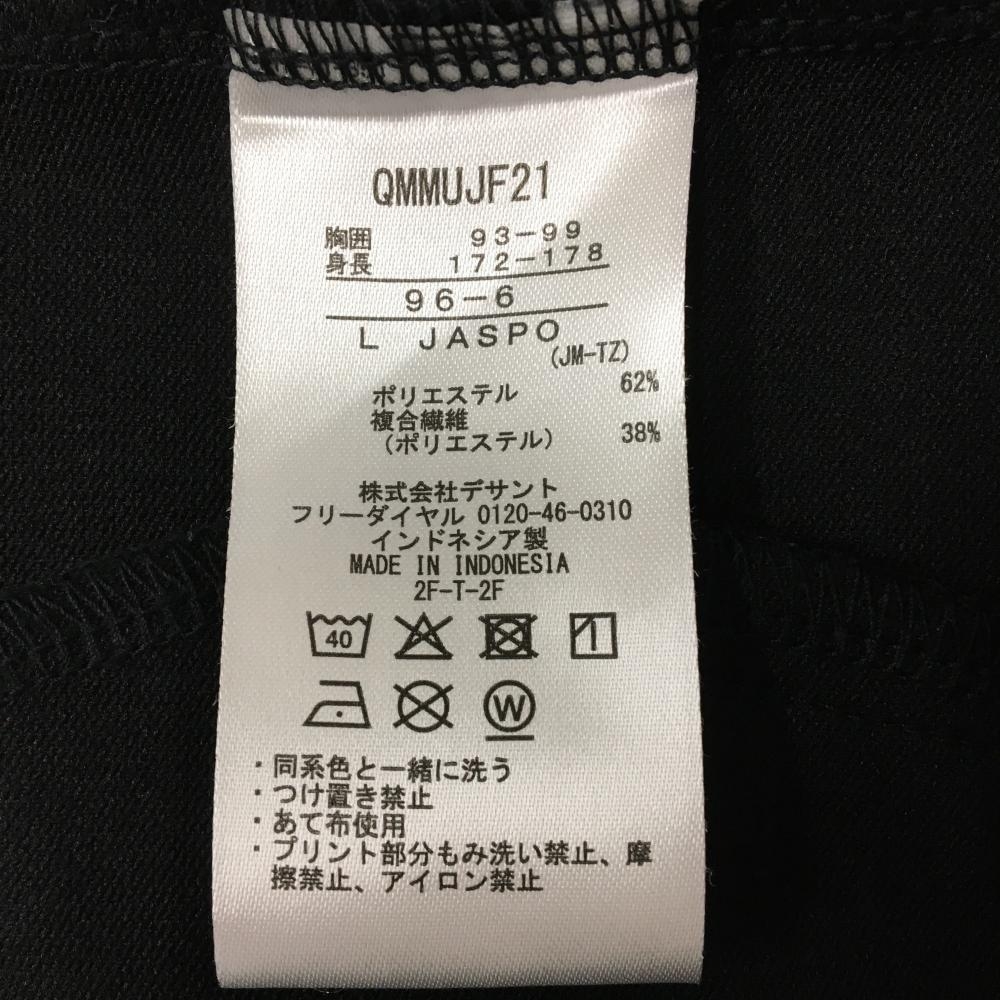 QMMUJF21
胸囲 93-99
身長 172-178
96-6
L JASPO
(JM-TZ)
ポリエステル 62%
複合繊維
(ポリエステル) 38%
株式会社デサント
フリーダイヤル 0120-46-0310
インドネシア製
MADE IN INDONESIA
2F-T-2F
40
W
・同系色と一緒に洗う
・つけ置き禁止
・あて布使用
・プリント部分もみ洗い禁止、摩
擦禁止、アイロン禁止